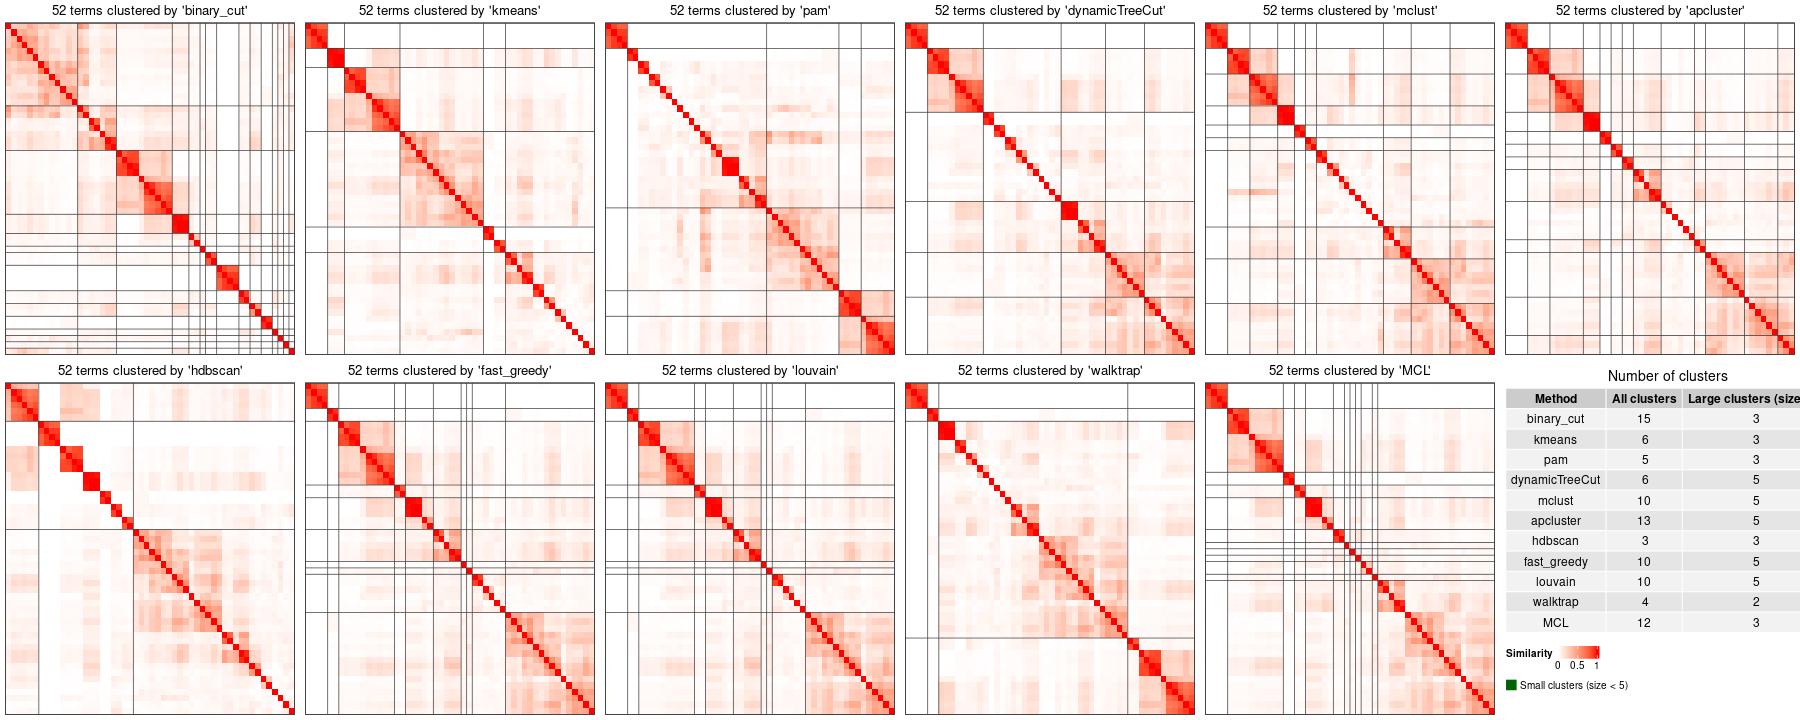 52 terms clustered by 'binary_cut'
52 terms clustered by 'kmeans'
52 terms clustered by 'pam'
52 terms clustered by 'dynamicTreeCut'
52 terms clustered by 'mclust'
52 terms clustered by 'apcluster'
52 terms clustered by 'hdbscan'
52 terms clustered by 'fast_greedy'
52 terms clustered by 'louvain'
52 terms clustered by 'walktrap'
52 terms clustered by 'MCL'
Number of clusters
Method All clusters Large clusters (size
binary_cut 15 3
kmeans 6 3
pam 5 3
dynamicTreeCut 6 5
mclust 10 5
apcluster 13 5
hdbscan 3 3
fast_greedy 10 5
louvain 10 5
walktrap 4 2
MCL 12 3
Similarity
0 0.5 1
Small clusters (size < 5)